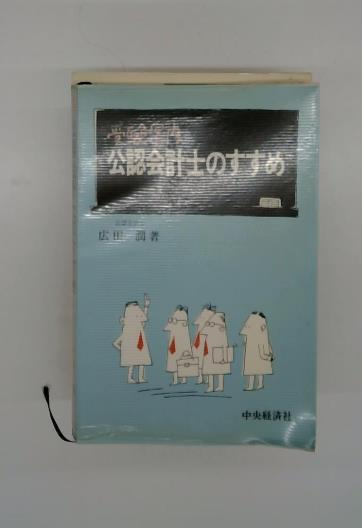 公認会計士のすすめ
広田 潤著
中央経済社